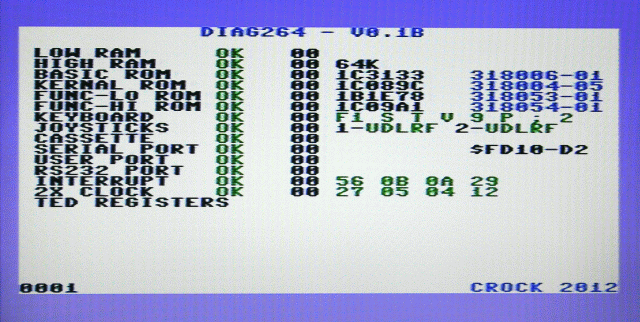 DIAG264 - V0.1B
LOW RAM OK 00
HIGH RAM OK 00 64K
BASIC ROM OK 00 1C3133 318006-01
KERNAL ROM OK 00 1C089C 318004-05
FUNC-LO ROM OK 00 1B1E78 318053-01
FUNC-HI ROM OK 00 1C09A1 318054-01
KEYBOARD OK 00 F1 S T V 9 P ; 2
JOYSTICKS OK 00 1-UDLRF 2-UDLRF
CASSETTE OK 00
SERIAL PORT OK 00 $FD10-D2
USER PORT OK 00
RS232 PORT OK 00
INTERRUPT OK 00 56 0B 0A 29
2X CLOCK OK 00 27 05 04 12
TED REGISTERS
0001 CROCK 2012